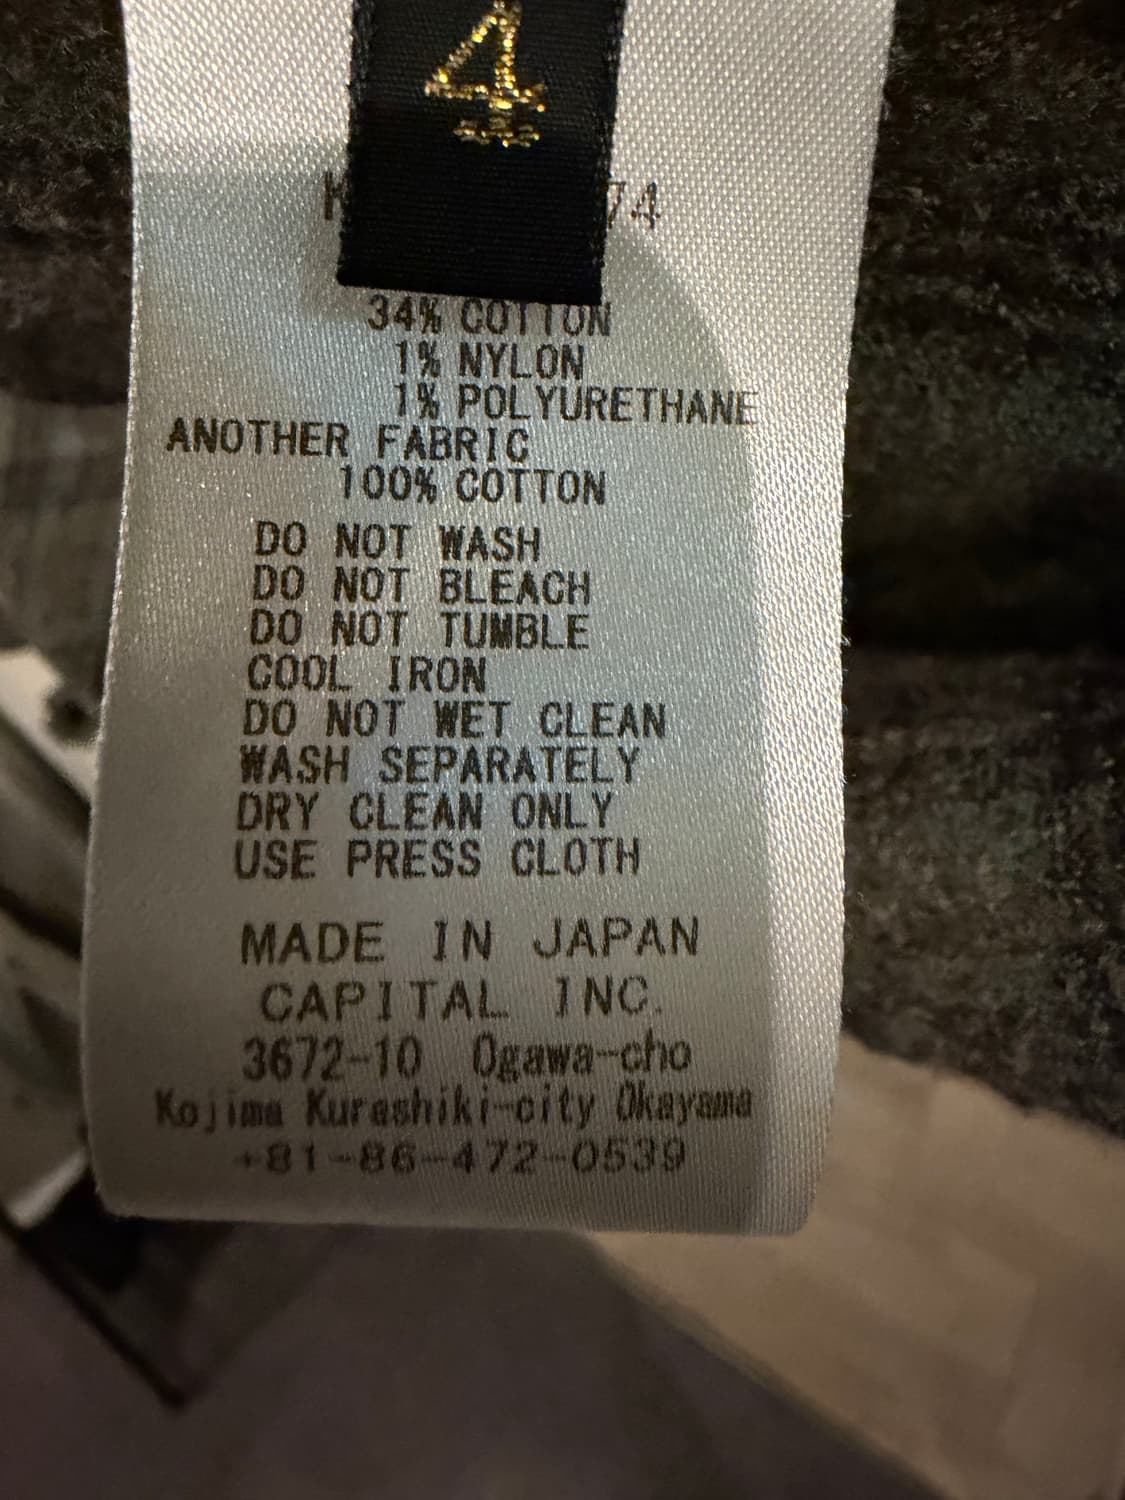 4
74
34% COTTON
1% NYLON
1% POLYURETHANE
ANOTHER FABRIC
100% COTTON
DO NOT WASH
DO NOT BLEACH
DO NOT TUMBLE
COOL IRON
DO NOT WET CLEAN
WASH SEPARATELY
DRY CLEAN ONLY
USE PRESS CLOTH
MADE IN JAPAN
CAPITAL INC.
3672-10 Ogawa-cho
Kojima Kurashiki-city Okayama
+81-86-472-0539